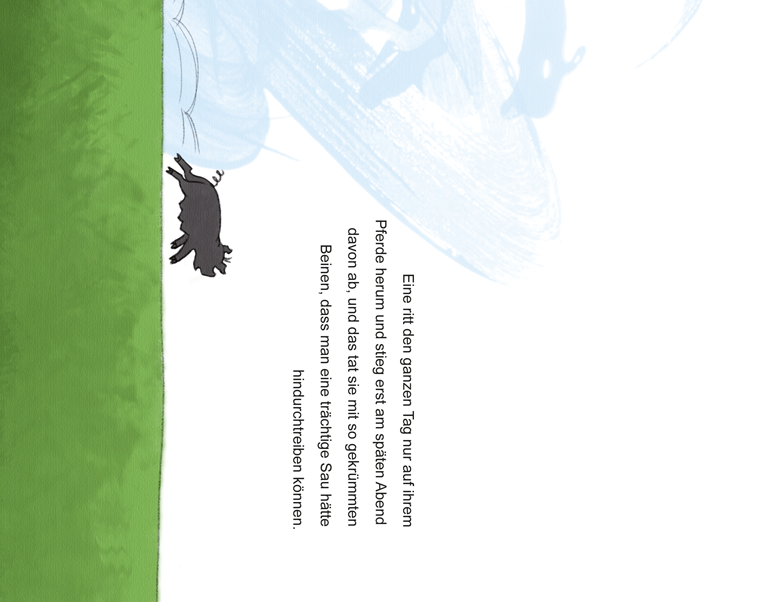 Eine ritt den ganzen Tag nur auf ihrem
Pferde herum und stieg erst am späten Abend
davon ab, und das tat sie mit so gekrümmten
Beinen, dass man eine trächtige Sau hätte
hindurchtreiben können.